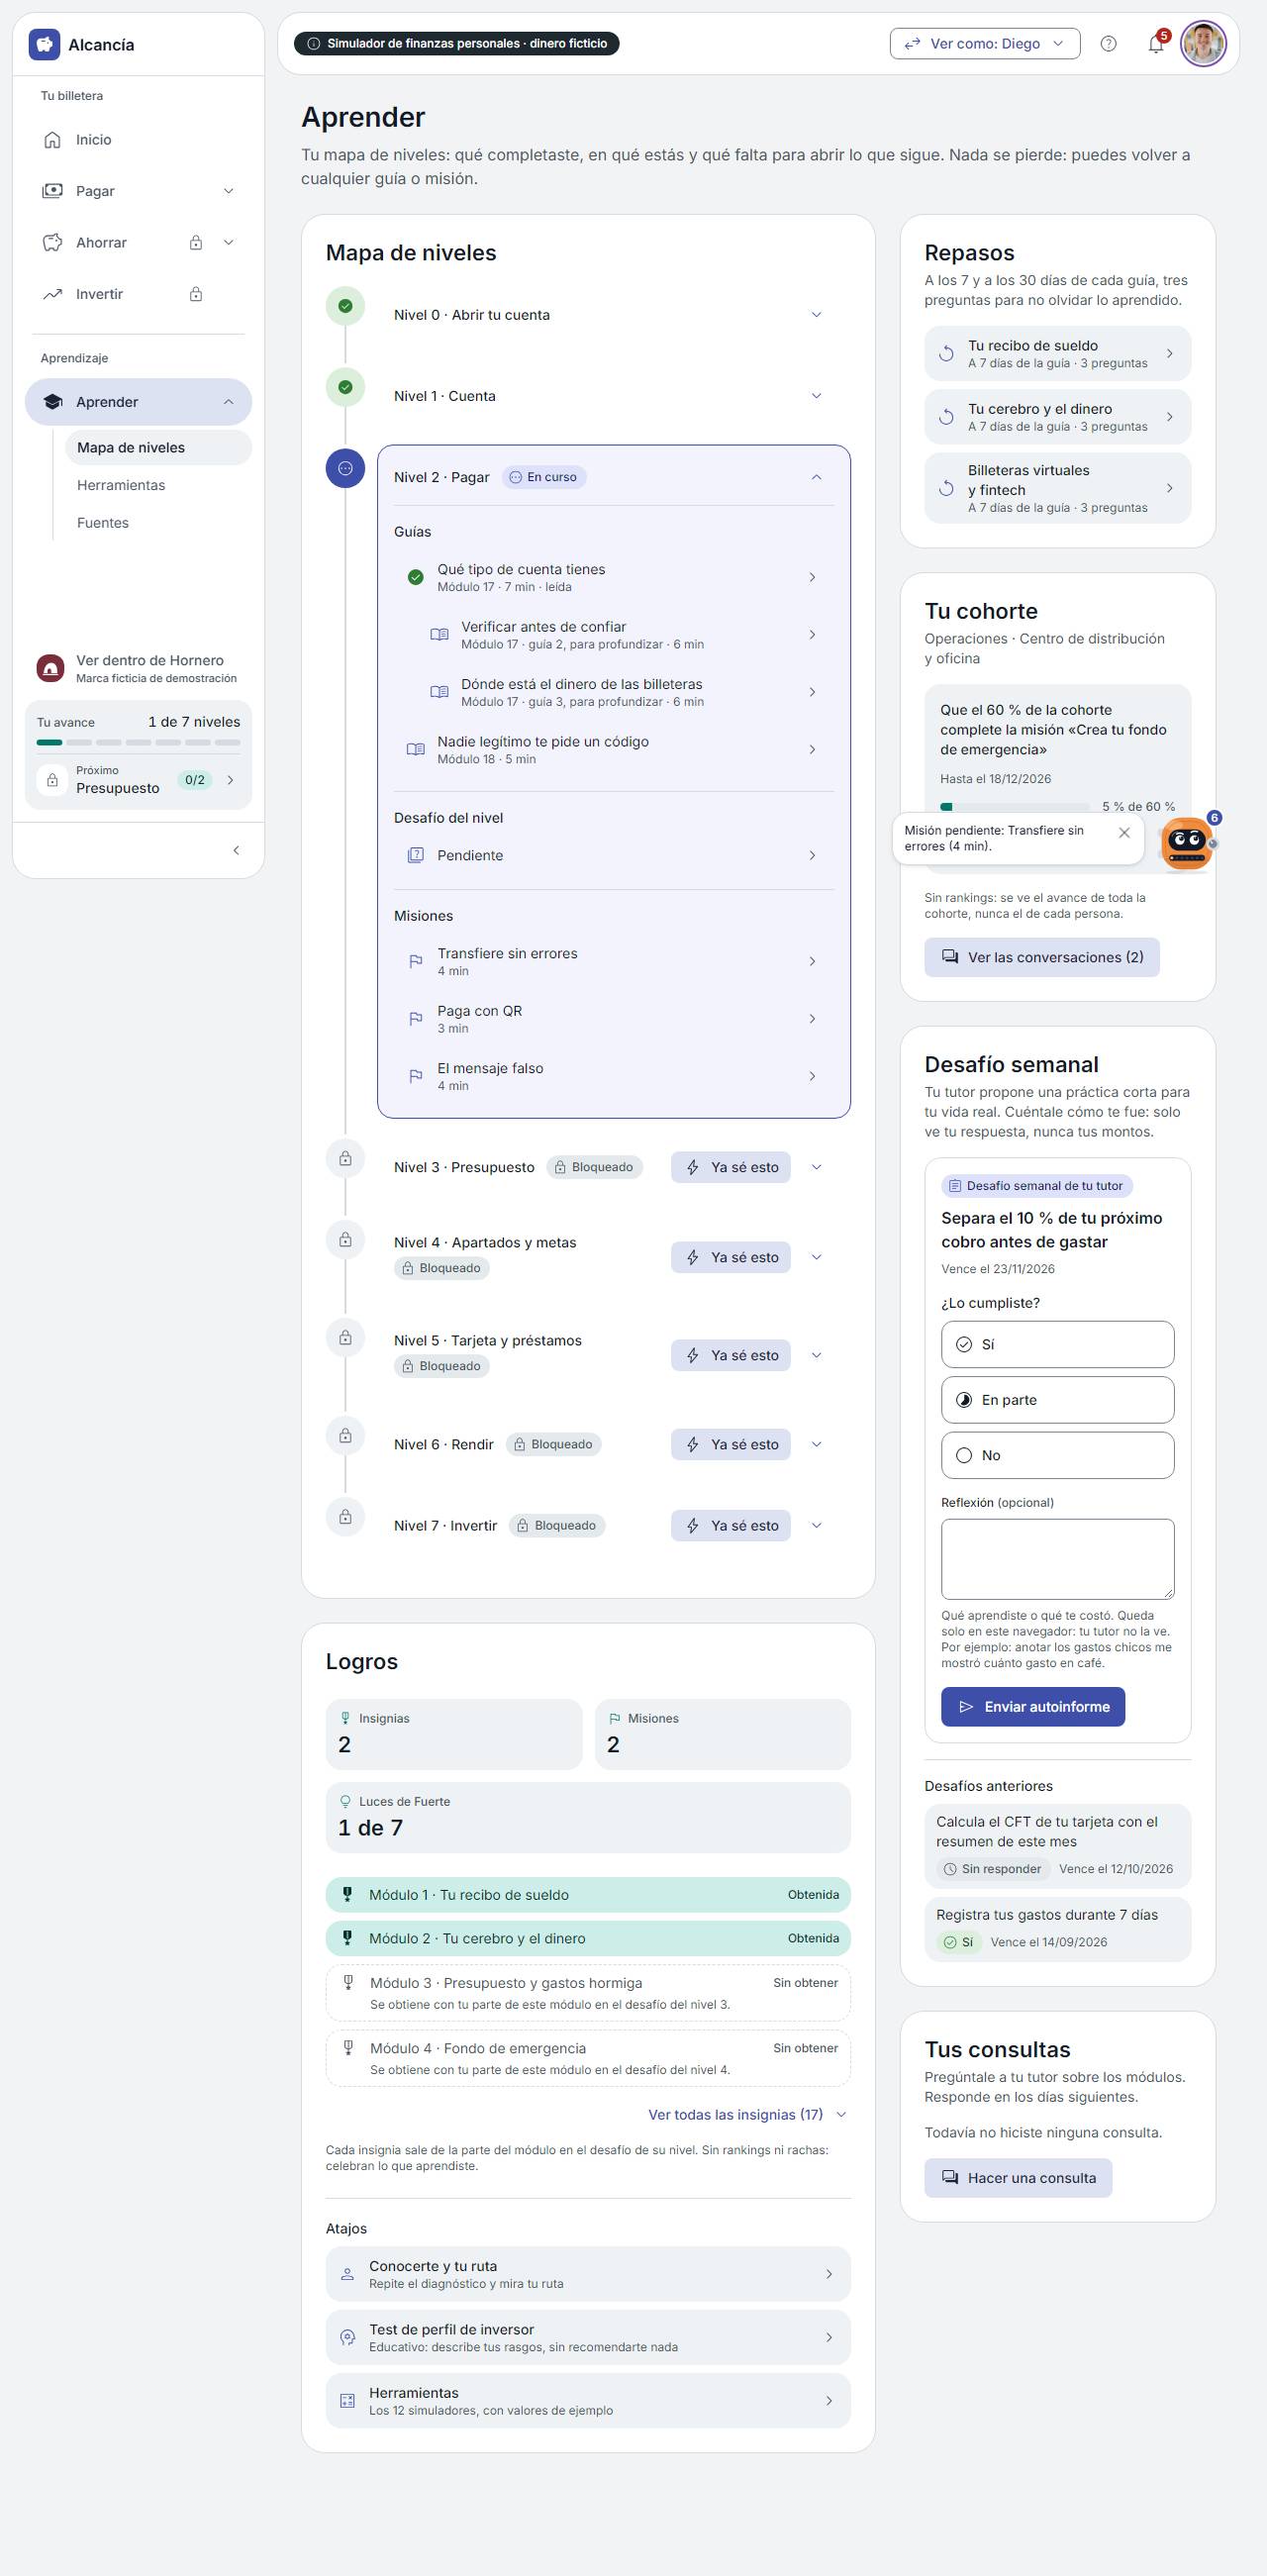 Alcancía
Tu billetera
Inicio
Pagar
Ahorrar
Invertir
Aprendizaje
Aprender
Mapa de niveles
Herramientas
Fuentes
Ver dentro de Hornero
Marca ficticia de demostración
Tu avance
1 de 7 niveles
Próximo
Presupuesto
0/2
Simulador de finanzas personales · dinero ficticio
Ver como: Diego
5
Aprender
Tu mapa de niveles: qué completaste, en qué estás y qué falta para abrir lo que sigue. Nada se pierde: puedes volver a
cualquier guía o misión.
Mapa de niveles
Nivel 0 · Abrir tu cuenta
Nivel 1 · Cuenta
Nivel 2 · Pagar
En curso
Guías
Qué tipo de cuenta tienes
Módulo 17 · 7 min · leída
Verificar antes de confiar
Módulo 17 · guía 2, para profundizar · 6 min
Dónde está el dinero de las billeteras
Módulo 17 · guía 3, para profundizar · 6 min
Nadie legítimo te pide un código
Módulo 18 · 5 min
Desafío del nivel
Pendiente
Misiones
Transfiere sin errores
4 min
Paga con QR
3 min
El mensaje falso
4 min
Nivel 3 · Presupuesto
Bloqueado
Ya sé esto
Nivel 4 · Apartados y metas
Bloqueado
Ya sé esto
Nivel 5 · Tarjeta y préstamos
Bloqueado
Ya sé esto
Nivel 6 · Rendir
Bloqueado
Ya sé esto
Nivel 7 · Invertir
Bloqueado
Ya sé esto
Logros
Insignias
2
Misiones
2
Luces de Fuerte
1 de 7
Módulo 1 · Tu recibo de sueldo
Obtenida
Módulo 2 · Tu cerebro y el dinero
Obtenida
Módulo 3 · Presupuesto y gastos hormiga
Sin obtener
Se obtiene con tu parte de este módulo en el desafío del nivel 3.
Módulo 4 · Fondo de emergencia
Sin obtener
Se obtiene con tu parte de este módulo en el desafío del nivel 4.
Ver todas las insignias (17)
Cada insignia sale de la parte del módulo en el desafío de su nivel. Sin rankings ni rachas:
celebran lo que aprendiste.
Atajos
Conocerte y tu ruta
Repite el diagnóstico y mira tu ruta
Test de perfil de inversor
Educativo: describe tus rasgos, sin recomendarte nada
Herramientas
Los 12 simuladores, con valores de ejemplo
Repasos
A los 7 y a los 30 días de cada guía, tres
preguntas para no olvidar lo aprendido.
Tu recibo de sueldo
A 7 días de la guía · 3 preguntas
Tu cerebro y el dinero
A 7 días de la guía · 3 preguntas
Billeteras virtuales
y fintech
A 7 días de la guía · 3 preguntas
Tu cohorte
Operaciones · Centro de distribución
y oficina
Que el 60 % de la cohorte
complete la misión «Crea tu fondo
de emergencia»
Hasta el 18/12/2026
5 % de 60 %
Misión pendiente: Transfiere sin
errores (4 min).
6
Sin rankings: se ve el avance de toda la
cohorte, nunca el de cada persona.
Ver las conversaciones (2)
Desafío semanal
Tu tutor propone una práctica corta para
tu vida real. Cuéntale cómo te fue: solo
ve tu respuesta, nunca tus montos.
Desafío semanal de tu tutor
Separa el 10 % de tu próximo
cobro antes de gastar
Vence el 23/11/2026
¿Lo cumpliste?
Sí
En parte
No
Reflexión (opcional)
Qué aprendiste o qué te costó. Queda
solo en este navegador: tu tutor no la ve.
Por ejemplo: anotar los gastos chicos me
mostró cuánto gasto en café.
Enviar autoinforme
Desafíos anteriores
Calcula el CFT de tu tarjeta con el
resumen de este mes
Sin responder
Vence el 12/10/2026
Registra tus gastos durante 7 días
Sí
Vence el 14/09/2026
Tus consultas
Pregúntale a tu tutor sobre los módulos.
Responde en los días siguientes.
Todavía no hiciste ninguna consulta.
Hacer una consulta